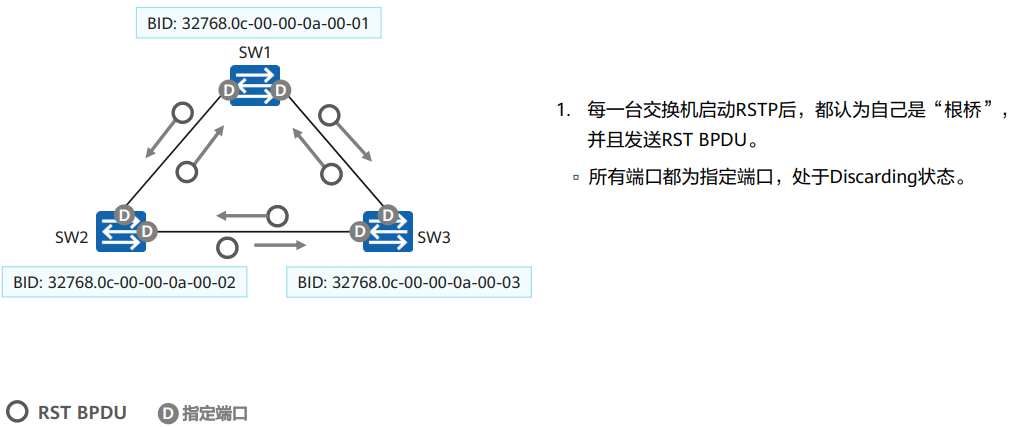 BID: 32768.0c-00-00-0a-00-01
SW1
D
D
1. 每一台交换机启动RSTP后，都认为自己是“根桥”，
并且发送RST BPDU。
▫ 所有端口都为指定端口，处于Discarding状态。
D
D
D
D
SW2
SW3
BID: 32768.0c-00-00-0a-00-02
BID: 32768.0c-00-00-0a-00-03
RST BPDU
D 指定端口